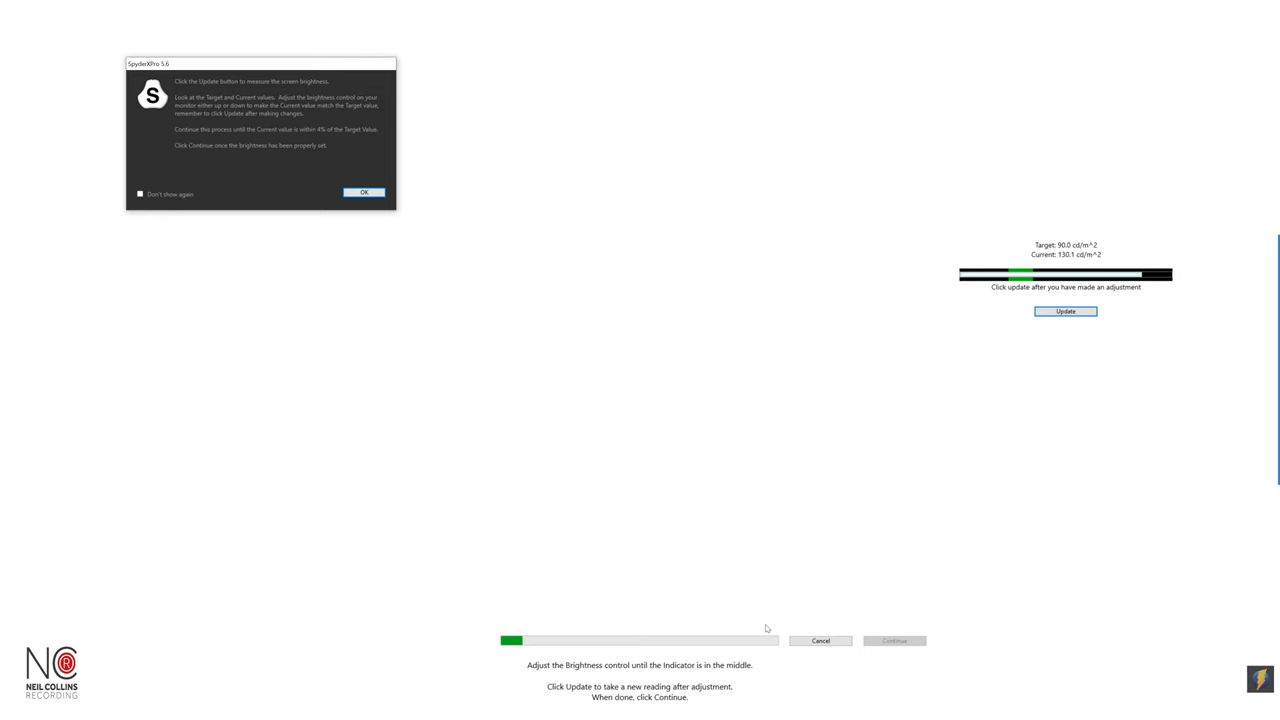 SpyderXPro 5.6
Click the Update button to measure the screen brightness.
Look at the Target and Current values. Adjust the brightness control on your
monitor either up or down to make the Current value match the Target value,
remember to click Update after making changes.
Continue this process until the Current value is within 4% of the Target Value.
Click Continue once the brightness has been properly set.
S
Don't show again
OK
Target: 90.0 cd/m^2
Current: 130.1 cd/m^2
Click update after you have made an adjustment
Update
Cancel
Continue
Adjust the Brightness control until the Indicator is in the middle.
Click Update to take a new reading after adjustment.
When done, click Continue.
NC R
NEIL COLLINS
RECORDING